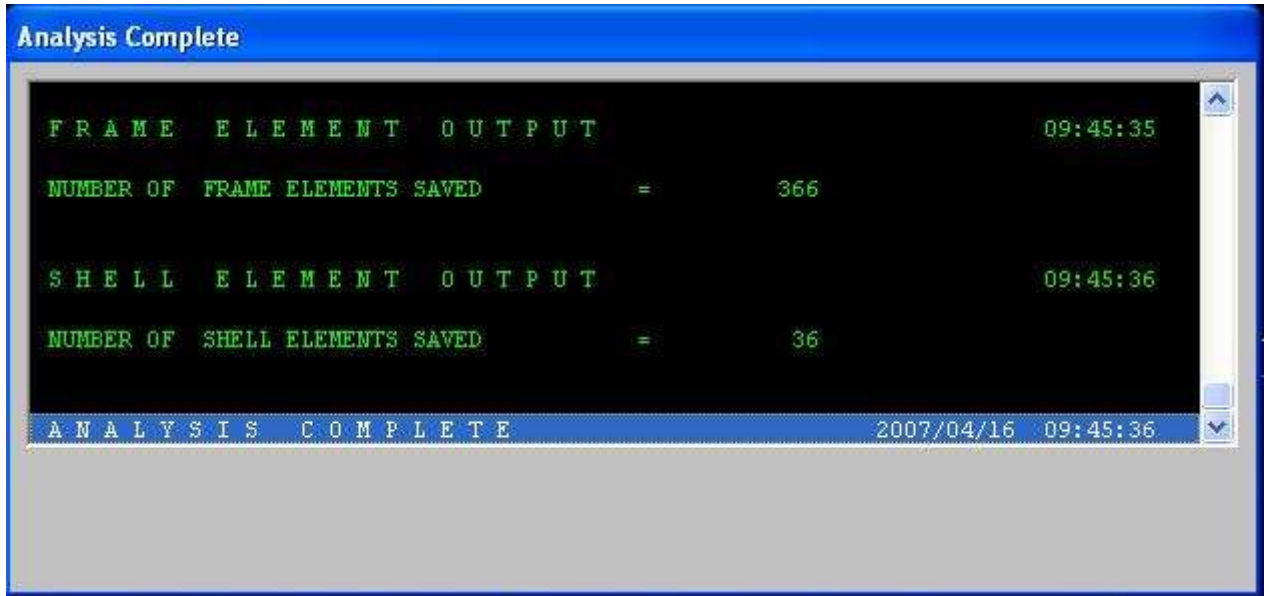 Analysis Complete
F R A M E   E L E M E N T   O U T P U T   09:45:35
NUMBER OF  FRAME ELEMENTS SAVED   =   366
S H E L L   E L E M E N T   O U T P U T   09:45:36
NUMBER OF  SHELL ELEMENTS SAVED   =   36
A N A L Y S I S   C O M P L E T E   2007/04/16  09:45:36